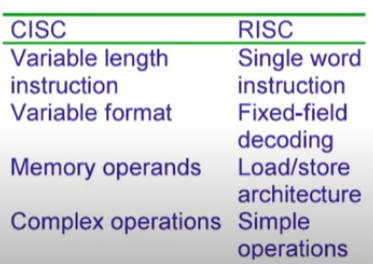 CISC RISC
Variable length Single word
instruction instruction
Variable format Fixed-field
decoding
Memory operands Load/store
architecture
Complex operations Simple
operations